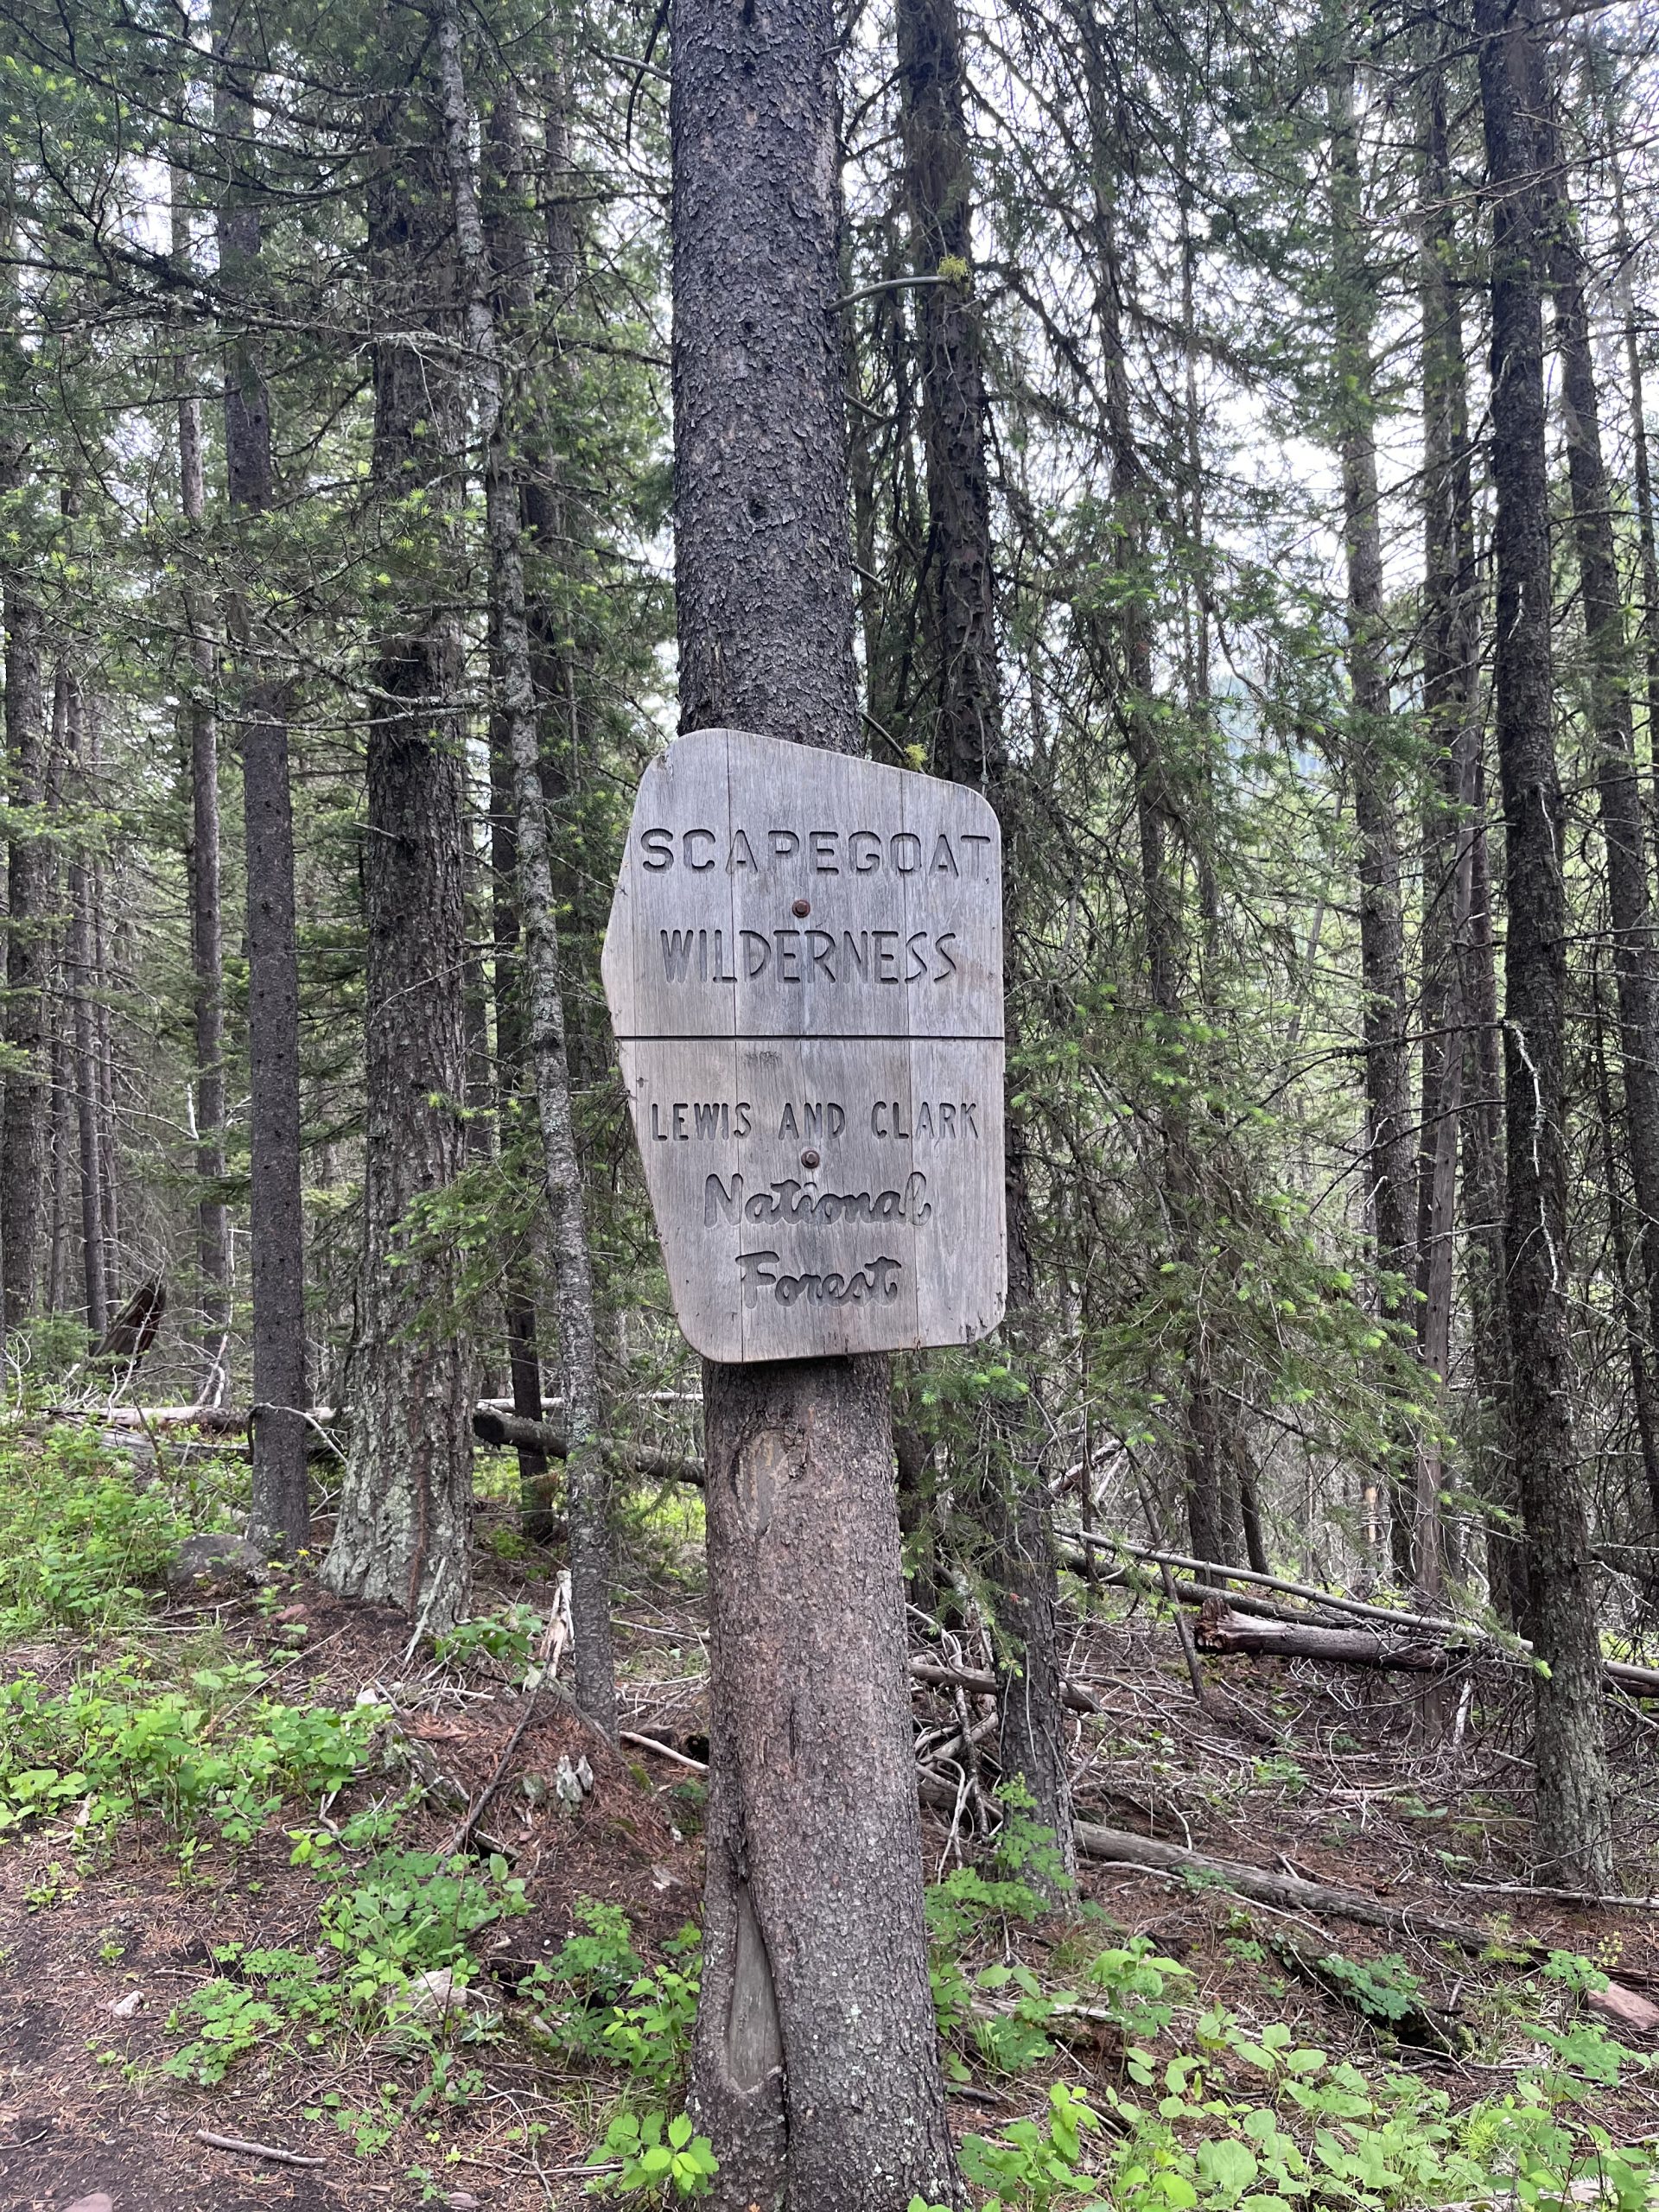 SCAPEGOAT
WILDERNESS
LEWIS AND CLARK
National
Forest